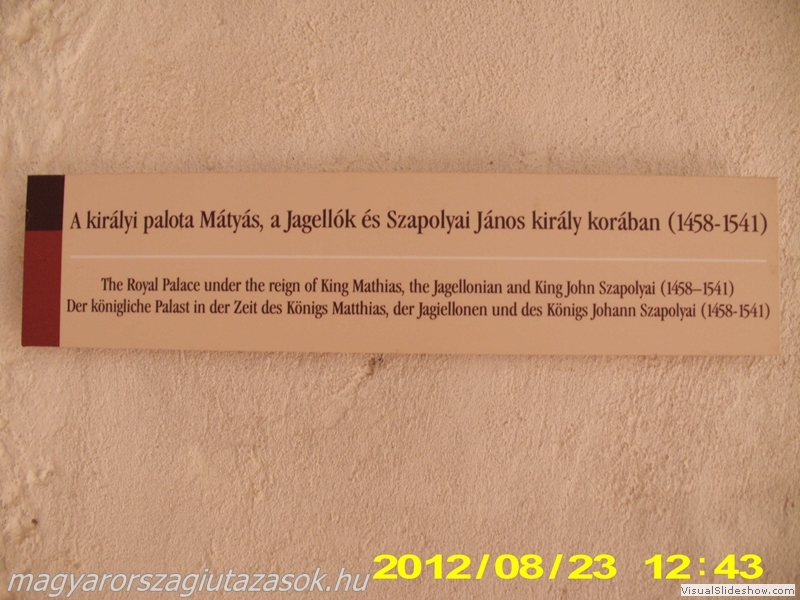 A királyi palota Mátyás, a Jagellók és Szapolyai János király korában (1458-1541)
The Royal Palace under the reign of King Mathias, the Jagellonian and King John Szapolyai (1458–1541)
Der königliche Palast in der Zeit des Königs Matthias, der Jagiellonen und des Königs Johann Szapolyai (1458-1541)
2012/08/23 12:43
magyarorszagiutazasok.hu
VisualSlideshow.com